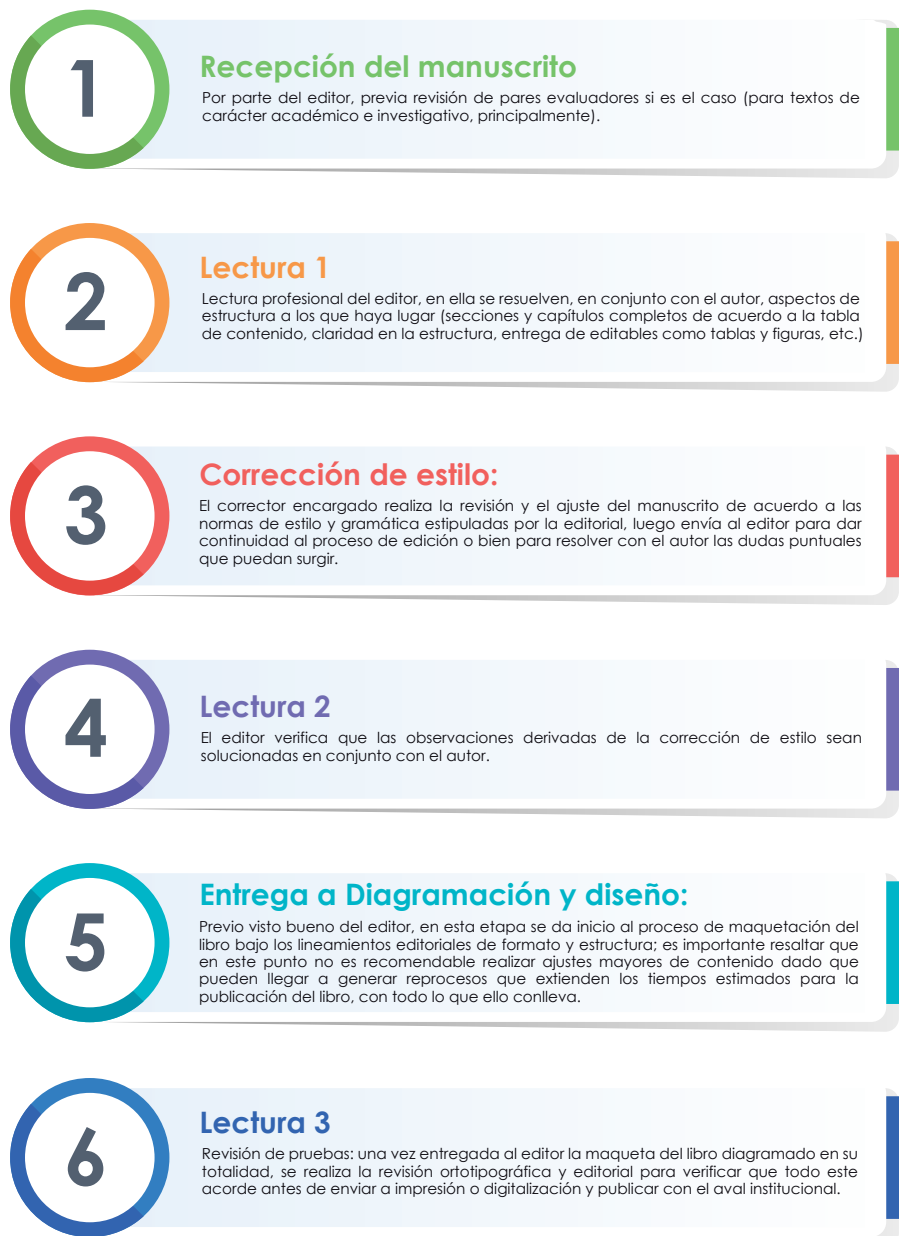 1
Recepción del manuscrito
Por parte del editor, previa revisión de pares evaluadores si es el caso (para textos de
carácter académico e investigativo, principalmente).
2
Lectura 1
Lectura profesional del editor, en ella se resuelven, en conjunto con el autor, aspectos de
estructura a los que haya lugar (secciones y capítulos completos de acuerdo a la tabla
de contenido, claridad en la estructura, entrega de editables como tablas y figuras, etc.)
3
Corrección de estilo:
El corrector encargado realiza la revisión y el ajuste del manuscrito de acuerdo a las
normas de estilo y gramática estipuladas por la editorial, luego envía al editor para dar
continuidad al proceso de edición o bien para resolver con el autor las dudas puntuales
que puedan surgir.
4
Lectura 2
El editor verifica que las observaciones derivadas de la corrección de estilo sean
solucionadas en conjunto con el autor.
5
Entrega a Diagramación y diseño:
Previo visto bueno del editor, en esta etapa se da inicio al proceso de maquetación del
libro bajo los lineamientos editoriales de formato y estructura; es importante resaltar que
en este punto no es recomendable realizar ajustes mayores de contenido dado que
pueden llegar a generar reprocesos que extienden los tiempos estimados para la
publicación del libro, con todo lo que ello conlleva.
6
Lectura 3
Revisión de pruebas: una vez entregada al editor la maqueta del libro diagramado en su
totalidad, se realiza la revisión ortotipográfica y editorial para verificar que todo este
acorde antes de enviar a impresión o digitalización y publicar con el aval institucional.